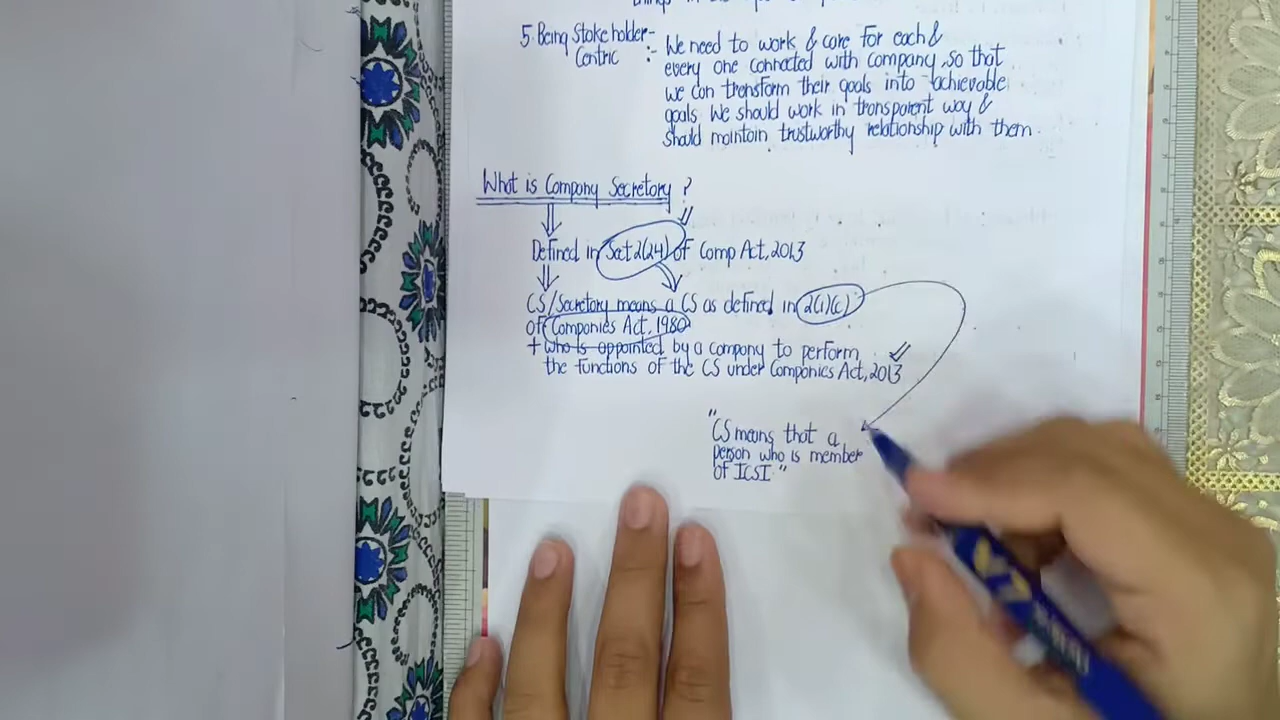 things in
5. Being Stakeholder-
Centric :- We need to work & care for each &
every one connected with company, so that
we can transform their goals into achievable
goals. We should work in transparent way &
should maintain trustworthy relationship with them.
What is Company Secretary ?
Defined in Sect 2(24) of Comp Act, 2013
CS/Secretary means a CS as defined in 2(1)(c)
of Companies Act, 1980
+ who is appointed by a company to perform
the functions of the CS under Companies Act, 2013
"CS means that a
person who is member
of ICSI."